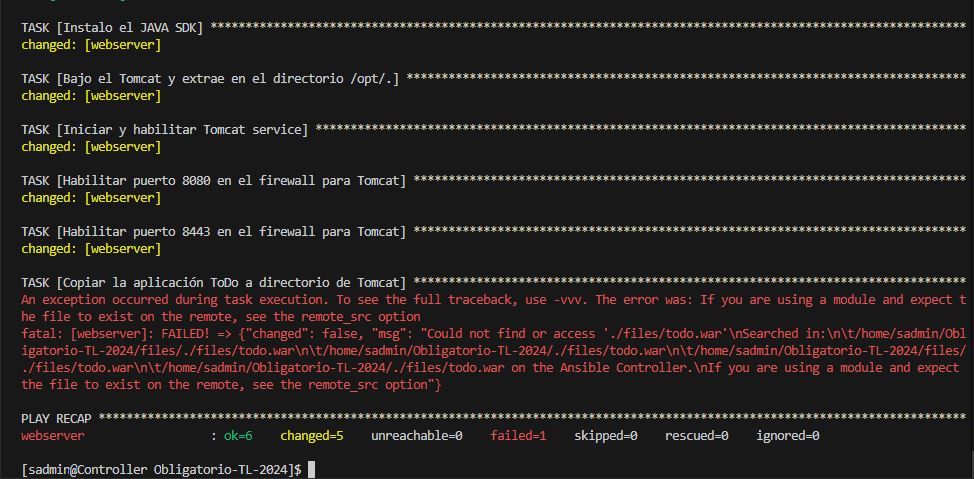 TASK [Instalo el JAVA SDK] ************************************************************************************************************
changed: [webserver]
TASK [Bajo el Tomcat y extrae en el directorio /opt/.] ********************************************************************************
changed: [webserver]
TASK [Iniciar y habilitar Tomcat service] *********************************************************************************************
changed: [webserver]
TASK [Habilitar puerto 8080 en el firewall para Tomcat] *******************************************************************************
changed: [webserver]
TASK [Habilitar puerto 8443 en el firewall para Tomcat] *******************************************************************************
changed: [webserver]
TASK [Copiar la aplicación ToDo a directorio de Tomcat] *******************************************************************************
An exception occurred during task execution. To see the full traceback, use -vvv. The error was: If you are using a module and expect t
he file to exist on the remote, see the remote_src option
fatal: [webserver]: FAILED! => {"changed": false, "msg": "Could not find or access './files/todo.war'\nSearched in:\n\t/home/sadmin/Obl
igatorio-TL-2024/files/./files/todo.war\n\t/home/sadmin/Obligatorio-TL-2024/./files/todo.war\n\t/home/sadmin/Obligatorio-TL-2024/files/
./files/todo.war\n\t/home/sadmin/Obligatorio-TL-2024/./files/todo.war on the Ansible Controller.\nIf you are using a module and expect
the file to exist on the remote, see the remote_src option"}
PLAY RECAP ****************************************************************************************************************************
webserver : ok=6 changed=5 unreachable=0 failed=1 skipped=0 rescued=0 ignored=0
[sadmin@Controller Obligatorio-TL-2024]$